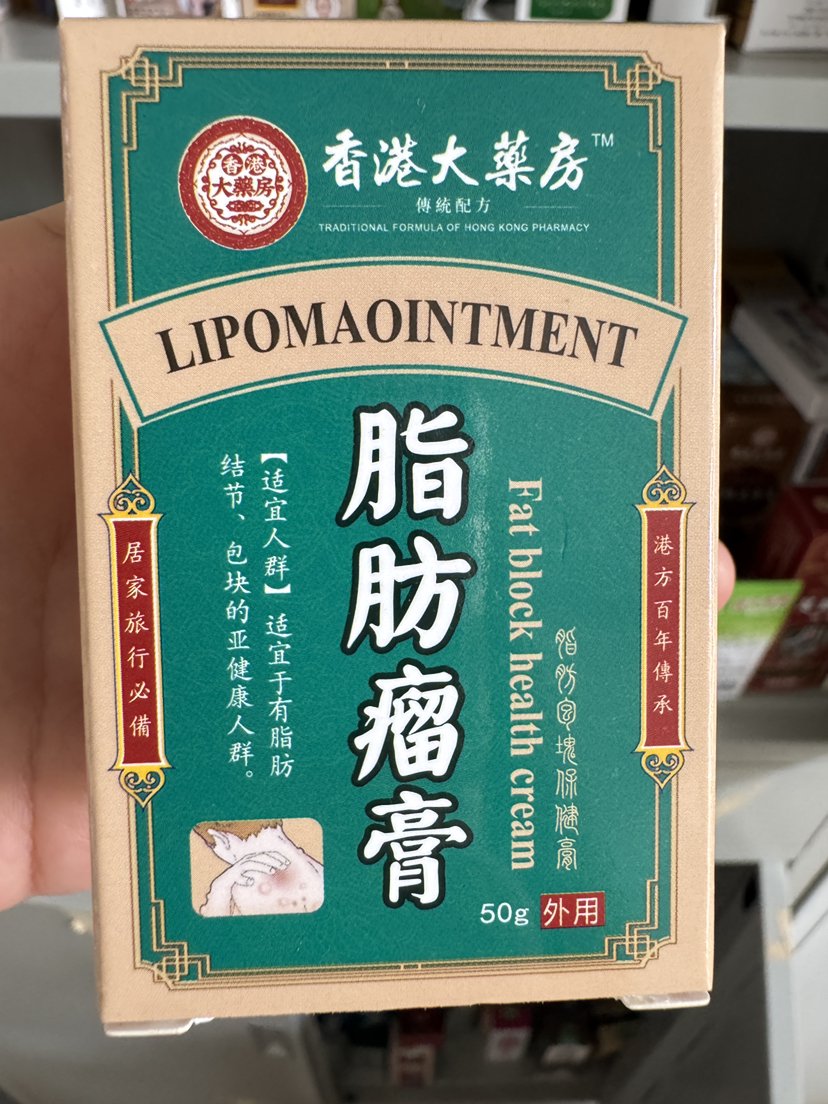 香港
大藥房
香港大藥房™
傳統配方
TRADITIONAL FORMULA OF HONG KONG PHARMACY
LIPOMAOINTMENT
脂肪瘤膏
Fat block health cream
脂肪包塊保健膏
【适宜人群】适宜于有脂肪
结节、包块的亚健康人群。
港方百年傳承
居家旅行必備
50g 外用